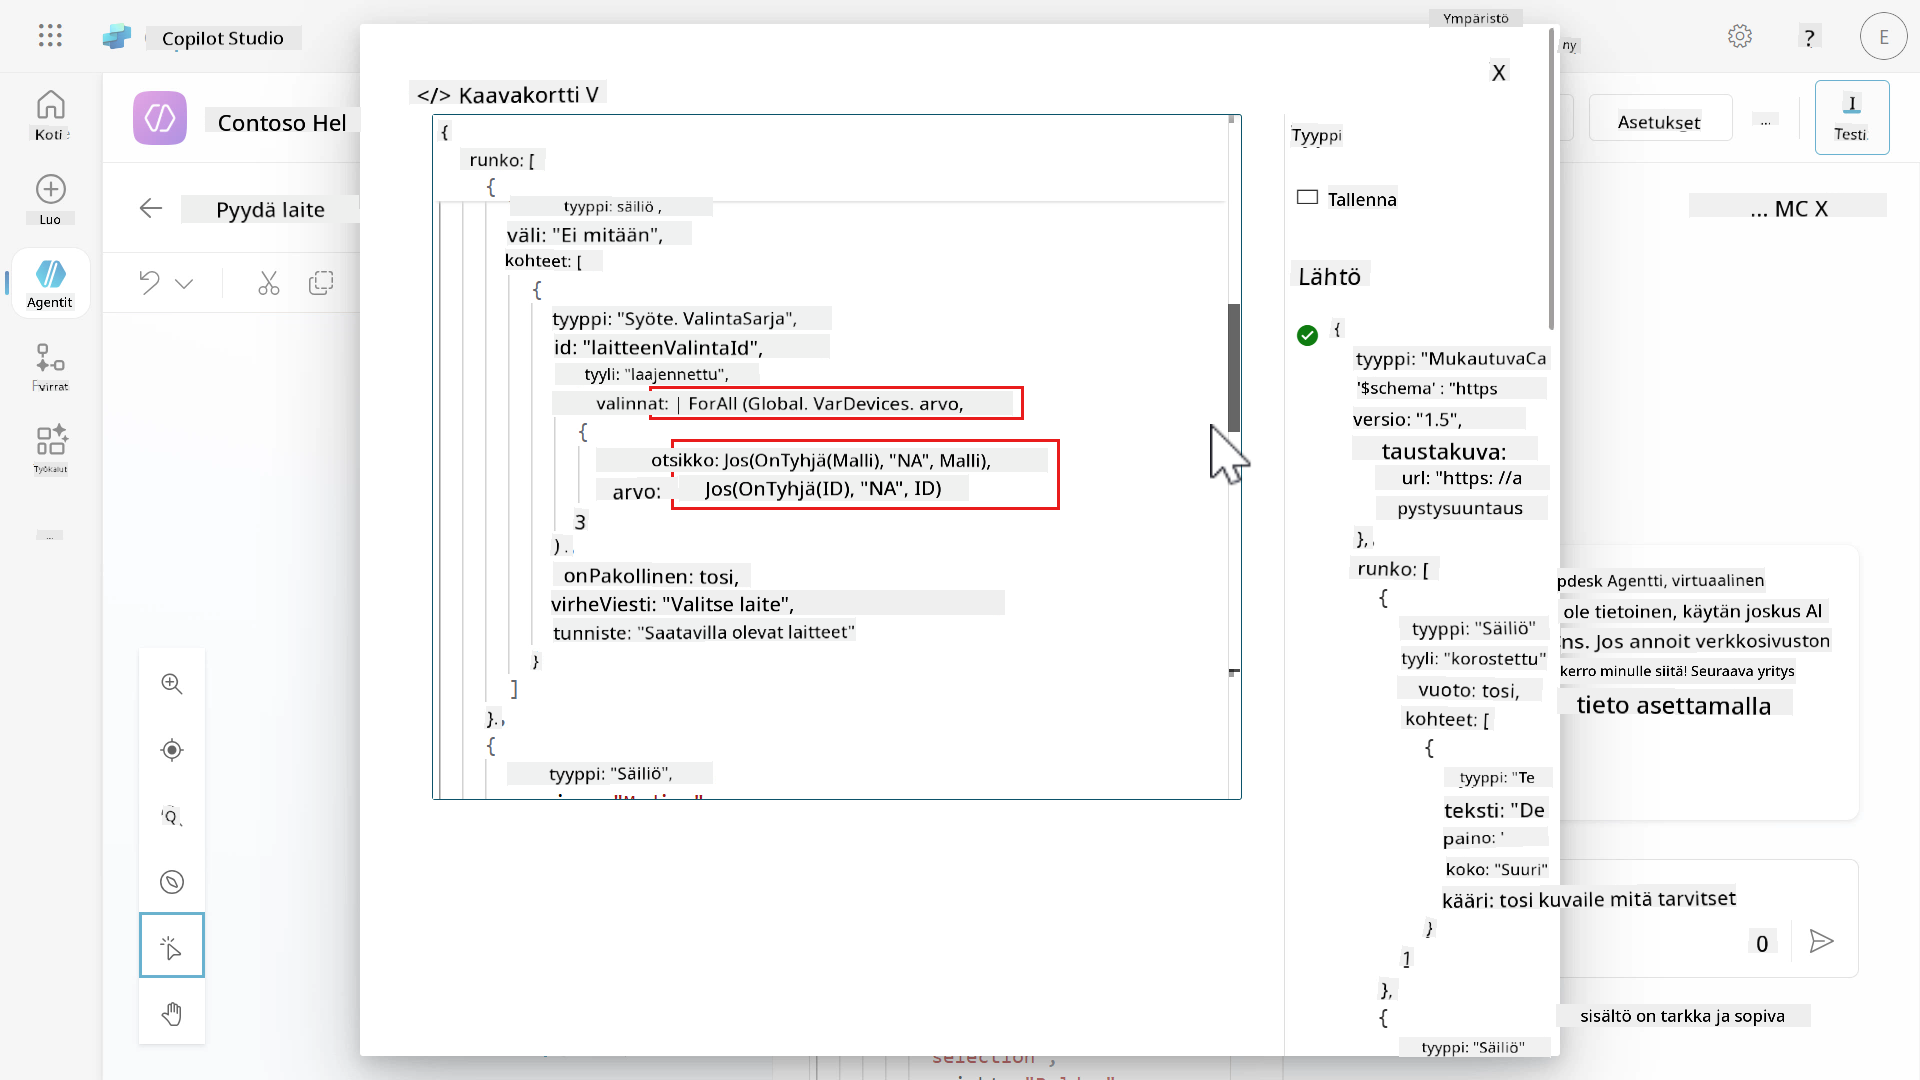 Copilot Studio
Ympäristö
ny
?
E
Koti
Luo
Agentit
virrat
Työkalut
...
Contoso Hel
Asetukset
...
Testi
Pyydä laite
... MC X
</> Kaavakortti V
X
{
runko: [
{
tyyppi: säiliö ,
väli: "Ei mitään",
kohteet: [
{
tyyppi: "Syöte. ValintaSarja",
id: "laitteenValintaId",
tyyli: "laajennettu",
valinnat: | ForAll (Global. VarDevices. arvo,
{
otsikko: Jos(OnTyhjä(Malli), "NA", Malli),
arvo: Jos(OnTyhjä(ID), "NA", ID)
3
) .
onPakollinen: tosi,
virheViesti: "Valitse laite",
tunniste: "Saatavilla olevat laitteet"
}
]
}.,
{
tyyppi: "Säiliö",
Tyyppi
Tallenna
Lähtö
{
tyyppi: "MukautuvaCa
'$schema' : "https
versio: "1.5",
taustakuva:
url: "https: //a
pystysuuntaus
},
runko: [
{
tyyppi: "Säiliö"
tyyli: "korostettu"
vuoto: tosi,
kohteet: [
{
tyyppi: "Te
teksti: "De
paino: '
koko: "Suuri"
kääri: tosi kuvaile mitä tarvitset
}
1
},
{
tyyppi: "Säiliö"
pdesk Agentti, virtuaalinen
ole tietoinen, käytän joskus AI
ns. Jos annoit verkkosivuston
kerro minulle siitä! Seuraava yritys
tieto asettamalla
0
sisältö on tarkka ja sopiva
selection ,